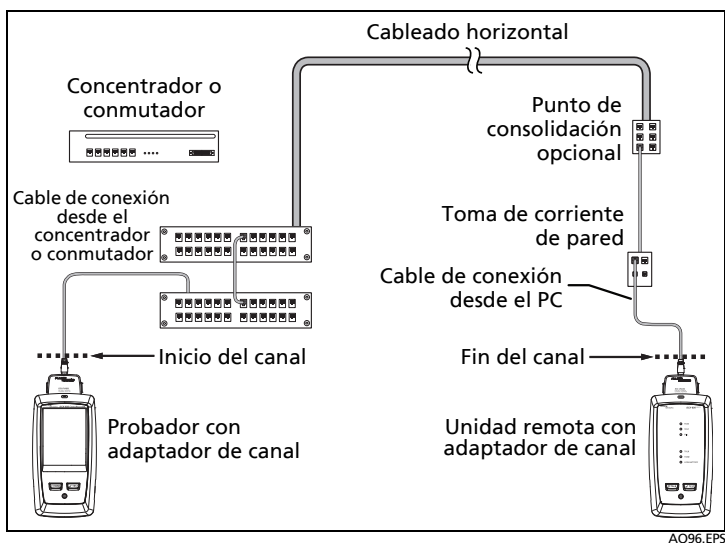 Cableado horizontal
Concentrador o
conmutador
Punto de
consolidación
opcional
Cable de conexión
desde el
concentrador
o conmutador
Toma de corriente
de pared
Cable de conexión
desde el PC
Inicio del canal
Fin del canal
Probador con
adaptador de canal
Unidad remota con
adaptador de canal
AO96.EPS